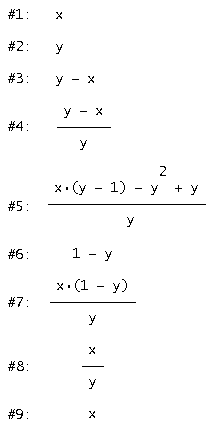 #1: x
#2: y
#3: y - x
#4: (y - x) / y
#5: (x·(y - 1) - y^2 + y) / y
#6: 1 - y
#7: x·(1 - y) / y
#8: x / y
#9: x